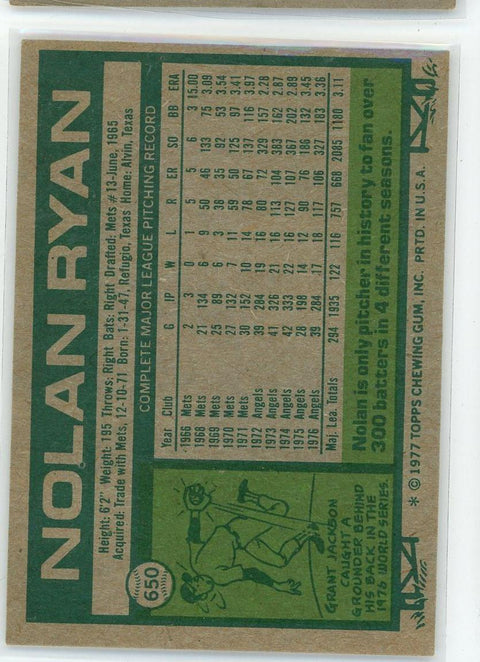 NOLAN RYAN
Height: 6'2" Weight: 195 Throws: Right Bats: Right Drafted: Mets #13-June, 1965
Acquired: Trade with Mets, 12-10-71 Born: 1-31-47, Refugio, Texas Home: Alvin, Texas
650
COMPLETE MAJOR LEAGUE PITCHING RECORD
Year Club G IP W L R ER SO BB ERA
1966 Mets 2 3 0 1 5 5 6 3 15.00
1968 Mets 21 134 6 9 50 46 133 75 3.09
1969 Mets 25 89 6 3 38 35 92 53 3.54
1970 Mets 27 132 7 11 59 50 125 97 3.41
1971 Mets 30 152 10 14 78 67 137 116 3.97
1972 Angels 39 284 19 16 80 72 329 157 2.28
1973 Angels 41 326 21 16 113 104 383 162 2.87
1974 Angels 42 333 22 16 127 107 367 202 2.89
1975 Angels 28 198 14 12 90 76 186 132 3.45
1976 Angels 39 284 17 18 117 106 327 183 3.36
Maj. Lea. Totals 294 1935 122 116 757 668 2085 1180 3.11
GRANT JACKSON
CAUGHT A
GROUNDER BEHIND
HIS BACK IN THE
1976 WORLD SERIES.
Nolan is only pitcher in history to fan over
300 batters in 4 different seasons.
* © 1977 TOPPS CHEWING GUM, INC. PRTD. IN U.S.A.